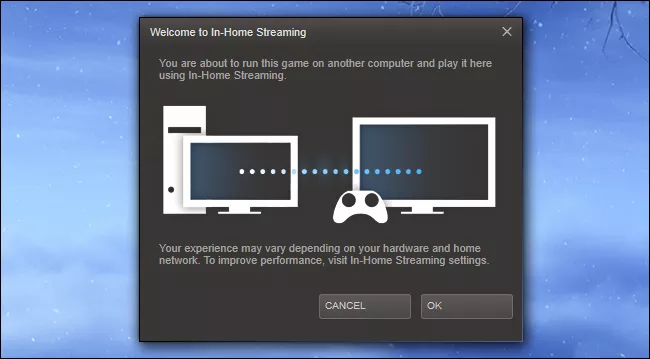 Welcome to In-Home Streaming
You are about to run this game on another computer and play it here
using In-Home Streaming.
Your experience may vary depending on your hardware and home
network. To improve performance, visit In-Home Streaming settings.
CANCEL
OK